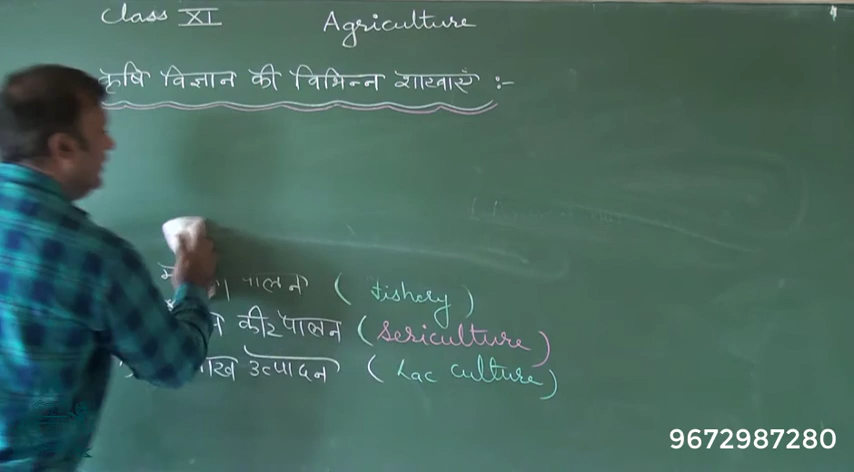 Class XI Agriculture
कृषि विज्ञान की विभिन्न शाखाएँ :-
पालन ( fishery )
कीट पालन ( Sericulture )
लाख उत्पादन ( Lac culture )
9672987280